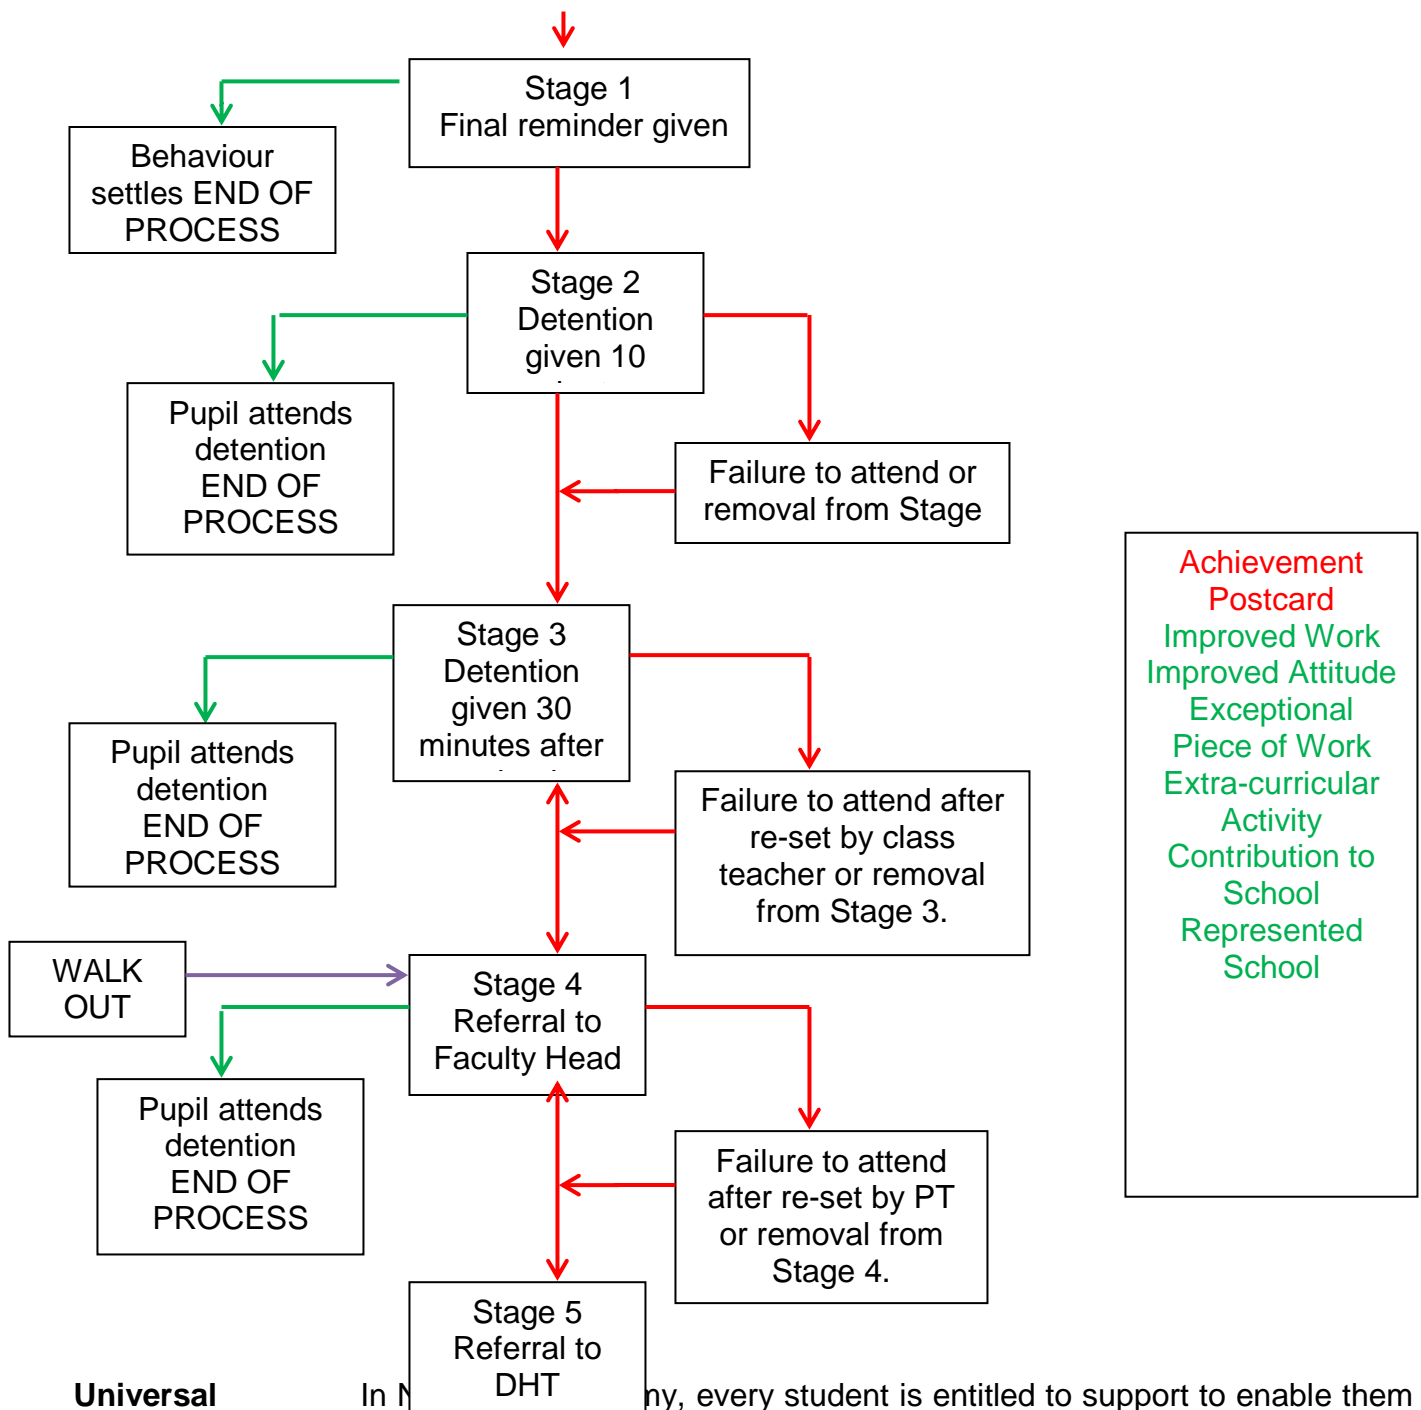 Stage 1
Final reminder given
Behaviour
settles END OF
PROCESS
Stage 2
Detention
given 10
Pupil attends
detention
END OF
PROCESS
Failure to attend or
removal from Stage
Stage 3
Detention
given 30
minutes after
Pupil attends
detention
END OF
PROCESS
Failure to attend after
re-set by class
teacher or removal
from Stage 3.
WALK
OUT
Stage 4
Referral to
Faculty Head
Pupil attends
detention
END OF
PROCESS
Failure to attend
after re-set by PT
or removal from
Stage 4.
Stage 5
Referral to
DHT
Achievement
Postcard
Improved Work
Improved Attitude
Exceptional
Piece of Work
Extra-curricular
Activity
Contribution to
School
Represented
School
Universal In every student is entitled to support to enable them